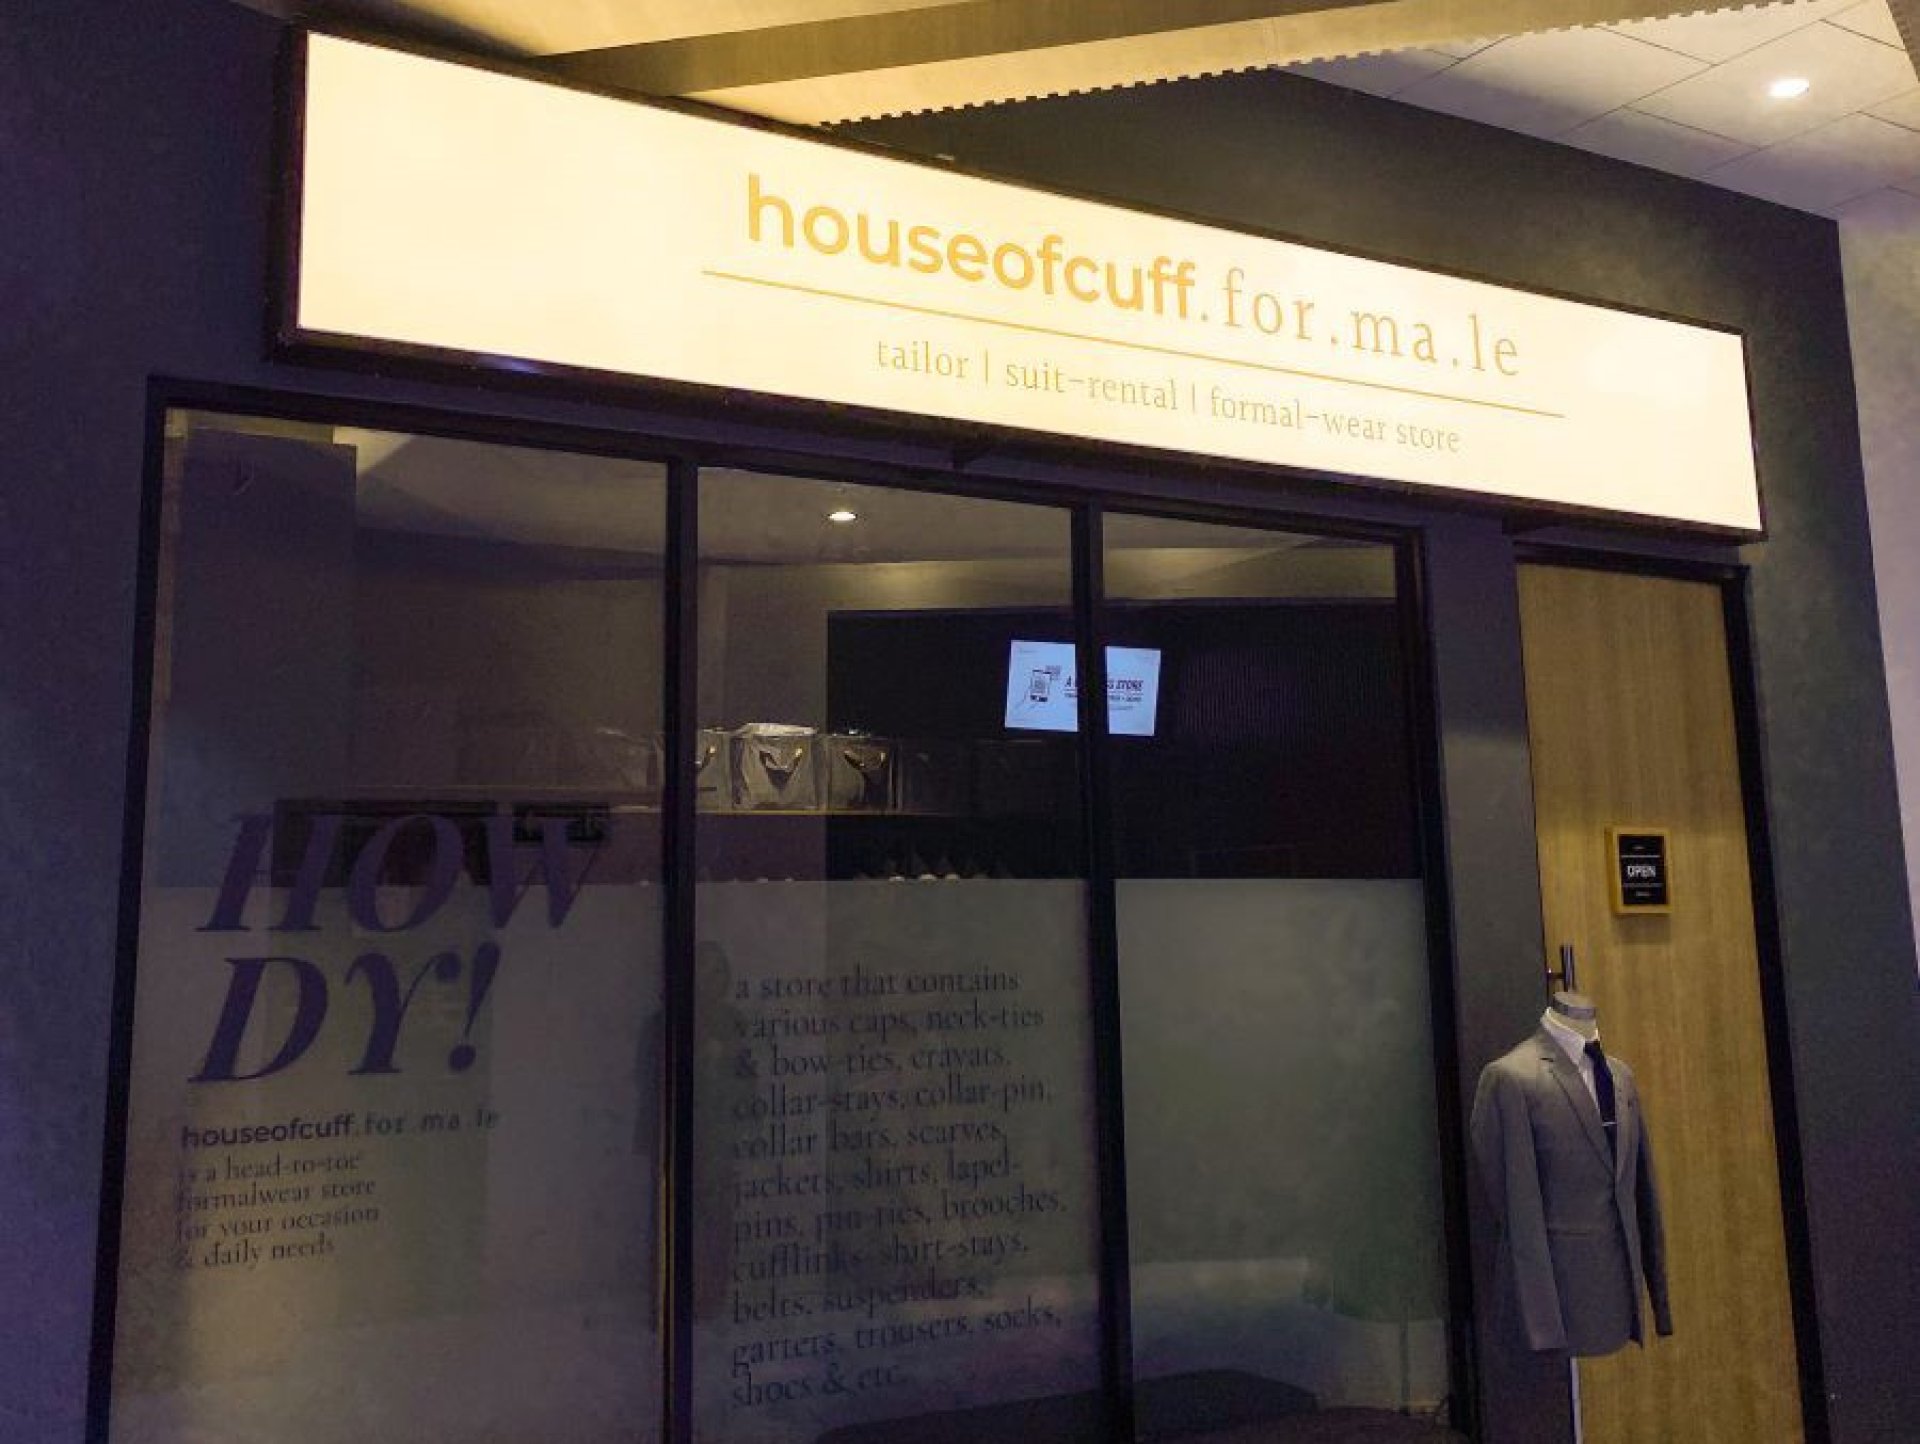 houseofcuff.for.ma.le
tailor | suit-rental | formal-wear store
A
STORE
OPEN
HOW
DY!
houseofcuff.for.ma.le
is a head-to-toe
formalwear store
for your occasion
& daily needs
a store that contains
various caps, neck-ties
& bow-ties, cravats,
collar-stays, collar-pin,
collar bars, scarves,
jackets, shirts, lapel-
pins, pin-ties, brooches,
cufflinks, shirt-stays,
belts, suspenders,
garters, trousers, socks,
shoes & etc.